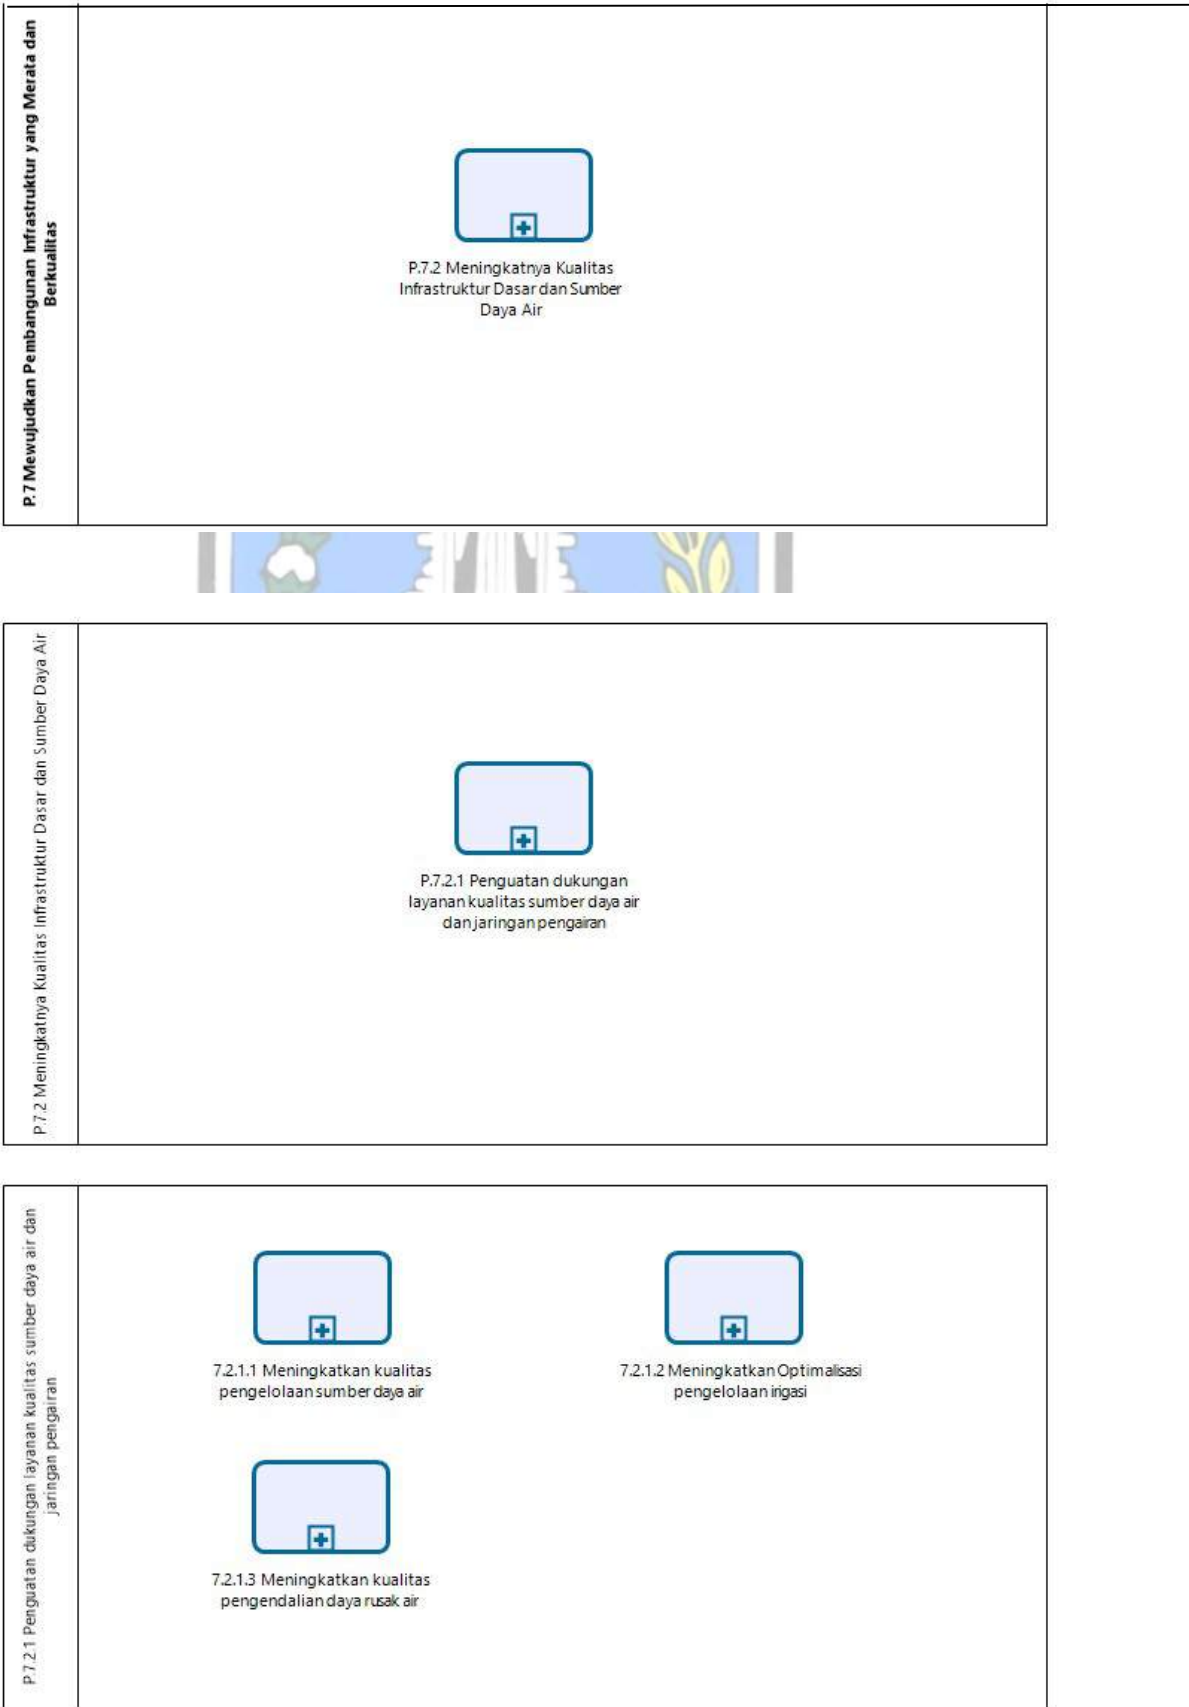 P.7 Mewujudkan Pembangunan Infrastruktur yang Merata dan
Berkualitas
P.7.2 Meningkatnya Kualitas
Infrastruktur Dasar dan Sumber
Daya Air
P.7.2 Meningkatnya Kualitas Infrastruktur Dasar dan Sumber Daya Air
P.7.2.1 Penguatan dukungan
layanan kualitas sumber daya air
dan jaringan pengairan
P.7.2.1 Penguatan dukungan layanan kualitas sumber daya air dan
jaringan pengairan
7.2.1.1 Meningkatkan kualitas
pengelolaan sumber daya air
7.2.1.2 Meningkatkan Optimalisasi
pengelolaan irigasi
7.2.1.3 Meningkatkan kualitas
pengendalian daya rusak air